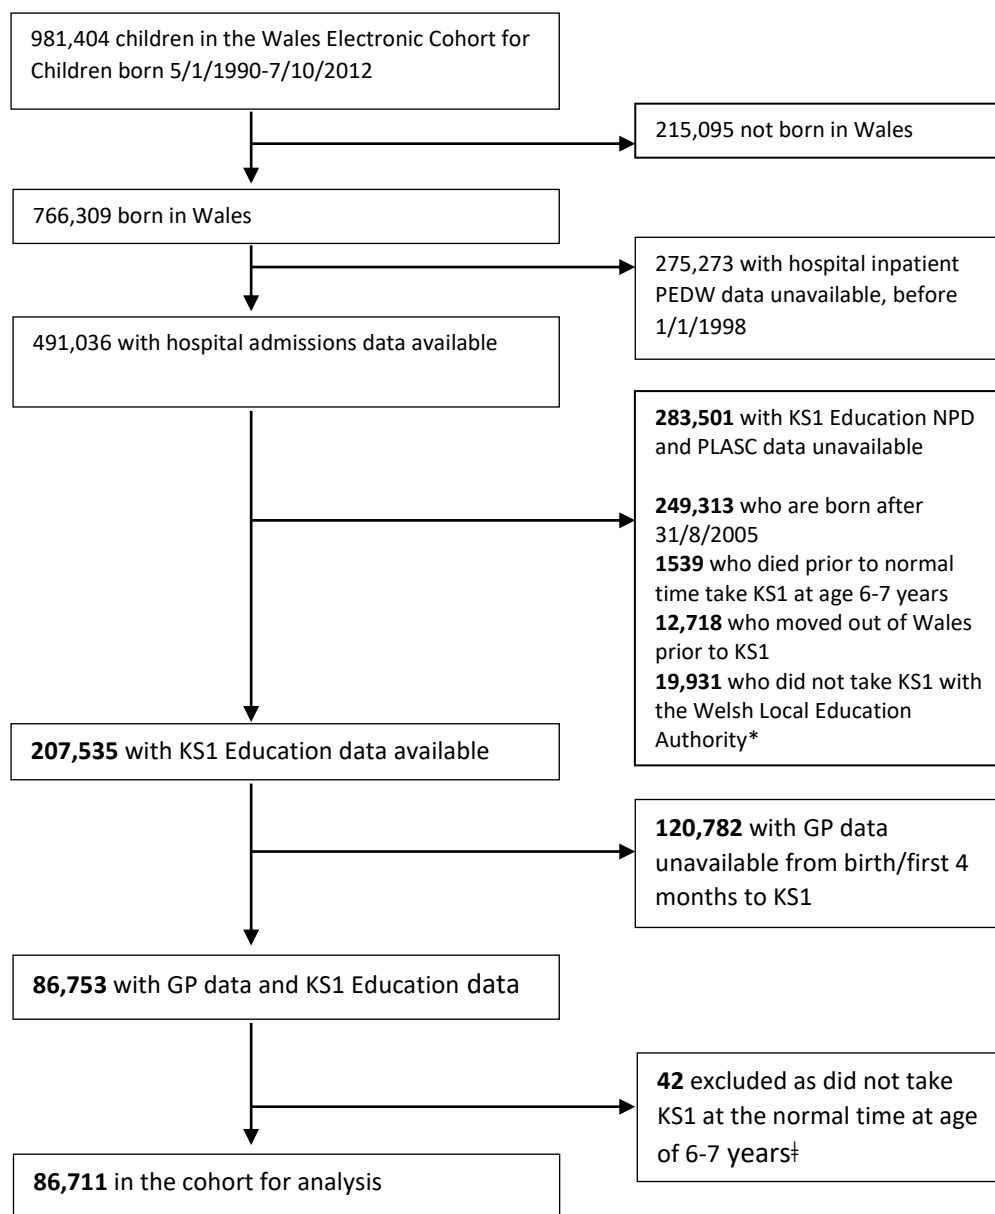 981,404 children in the Wales Electronic Cohort for
Children born 5/1/1990-7/10/2012
215,095 not born in Wales
766,309 born in Wales
275,273 with hospital inpatient
PEDW data unavailable, before
1/1/1998
491,036 with hospital admissions data available
283,501 with KS1 Education NPD
and PLASC data unavailable
249,313 who are born after
31/8/2005
1539 who died prior to normal
time take KS1 at age 6-7 years
12,718 who moved out of Wales
prior to KS1
19,931 who did not take KS1 with
the Welsh Local Education
Authority*
207,535 with KS1 Education data available
120,782 with GP data
unavailable from birth/first 4
months to KS1
86,753 with GP data and KS1 Education data
42 excluded as did not take
KS1 at the normal time at age
of 6-7 years‡
86,711 in the cohort for analysis